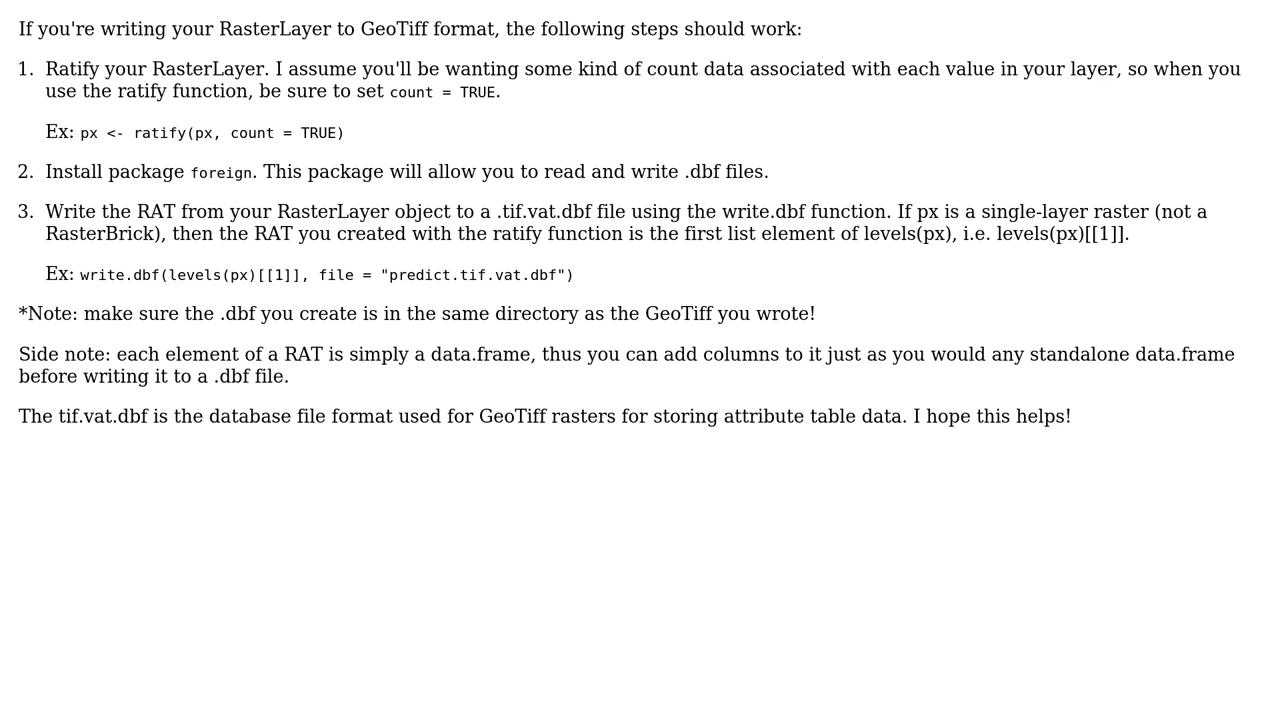 If you're writing your RasterLayer to GeoTiff format, the following steps should work:
1. Ratify your RasterLayer. I assume you'll be wanting some kind of count data associated with each value in your layer, so when you
use the ratify function, be sure to set count = TRUE.
Ex: px <- ratify(px, count = TRUE)
2. Install package foreign. This package will allow you to read and write .dbf files.
3. Write the RAT from your RasterLayer object to a .tif.vat.dbf file using the write.dbf function. If px is a single-layer raster (not a
RasterBrick), then the RAT you created with the ratify function is the first list element of levels(px), i.e. levels(px)[[1]].
Ex: write.dbf(levels(px)[[1]], file = "predict.tif.vat.dbf")
*Note: make sure the .dbf you create is in the same directory as the GeoTiff you wrote!
Side note: each element of a RAT is simply a data.frame, thus you can add columns to it just as you would any standalone data.frame
before writing it to a .dbf file.
The tif.vat.dbf is the database file format used for GeoTiff rasters for storing attribute table data. I hope this helps!